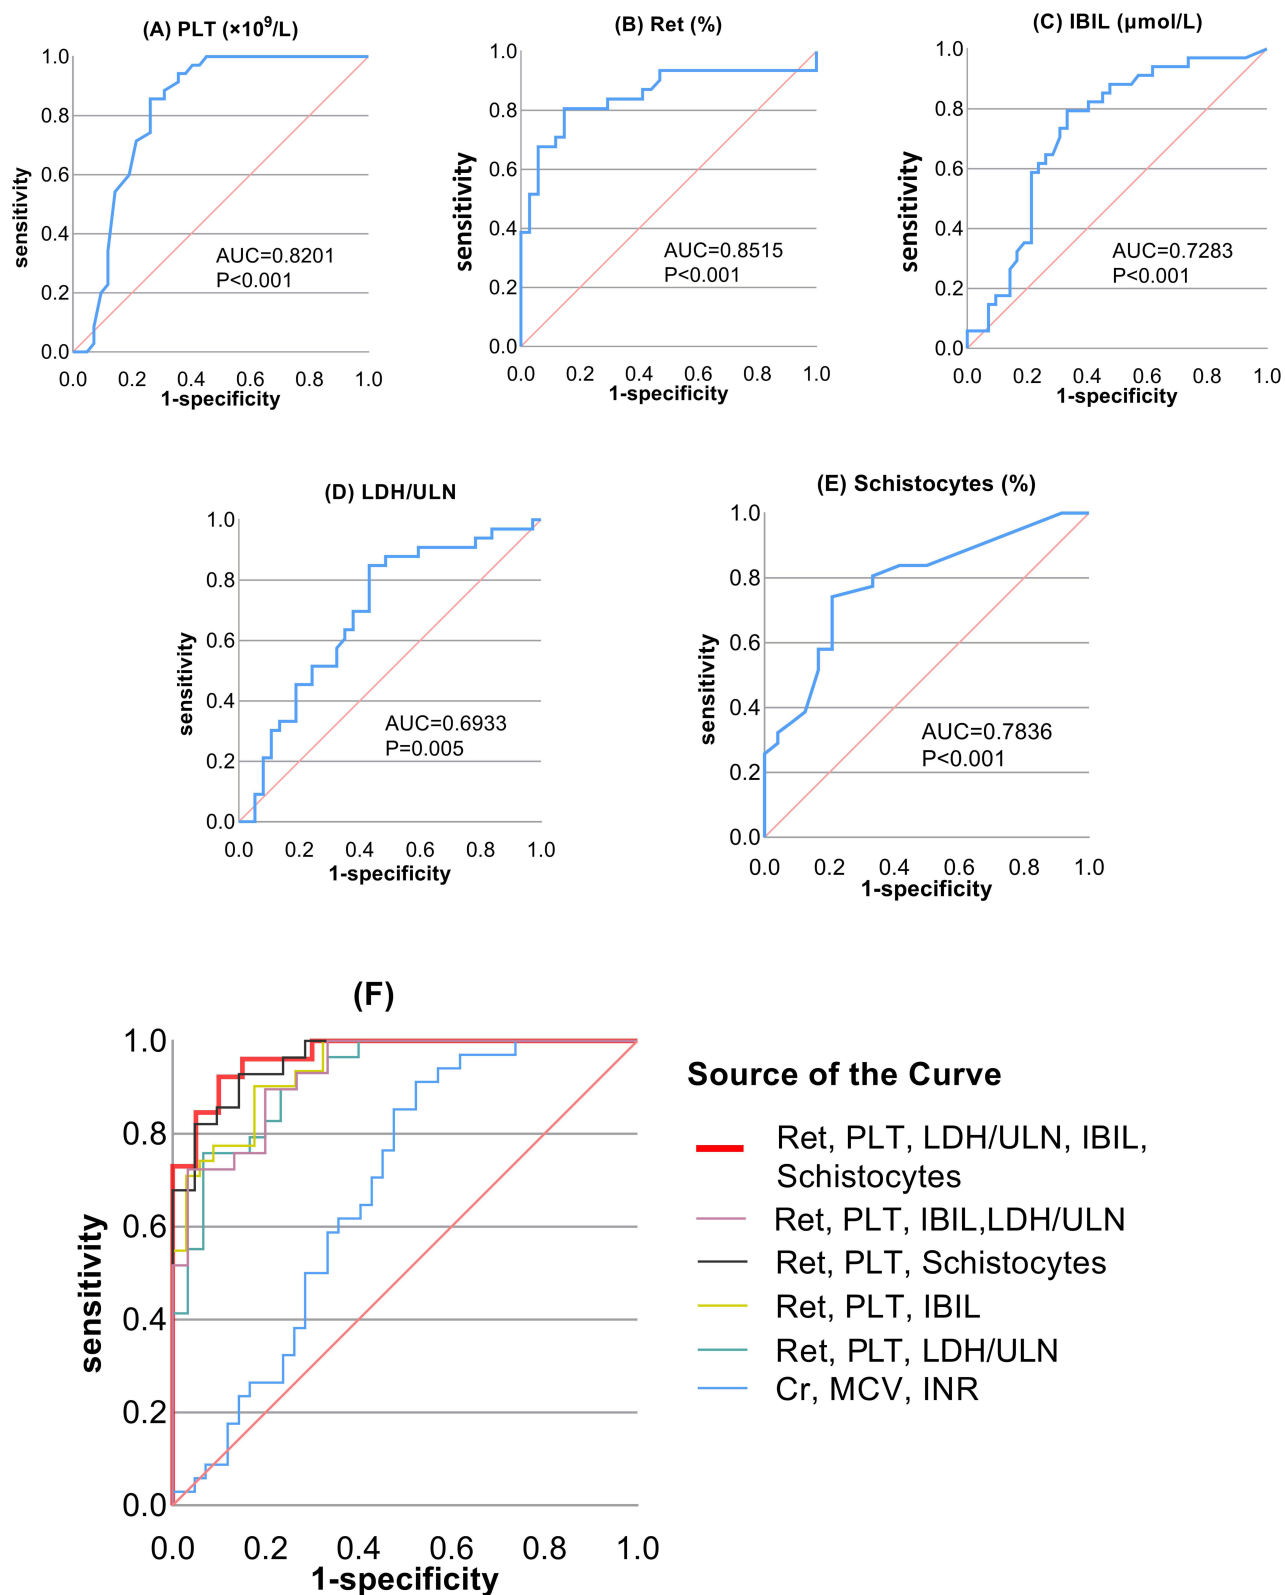 (A) PLT (×10⁹/L)
1.0
0.8
0.6
0.4
0.2
0.0
sensitivity
AUC=0.8201
P<0.001
0.0 0.2 0.4 0.6 0.8 1.0
1-specificity
(B) Ret (%)
1.0
0.8
0.6
0.4
0.2
0.0
sensitivity
AUC=0.8515
P<0.001
0.0 0.2 0.4 0.6 0.8 1.0
1-specificity
(C) IBIL (μmol/L)
1.0
0.8
0.6
0.4
0.2
0.0
sensitivity
AUC=0.7283
P<0.001
0.0 0.2 0.4 0.6 0.8 1.0
1-specificity
(D) LDH/ULN
1.0
0.8
0.6
0.4
0.2
0.0
sensitivity
AUC=0.6933
P=0.005
0.0 0.2 0.4 0.6 0.8 1.0
1-specificity
(E) Schistocytes (%)
1.0
0.8
0.6
0.4
0.2
0.0
sensitivity
AUC=0.7836
P<0.001
0.0 0.2 0.4 0.6 0.8 1.0
1-specificity
(F)
1.0
0.8
0.6
0.4
0.2
0.0
sensitivity
0.0 0.2 0.4 0.6 0.8 1.0
1-specificity
Source of the Curve
Ret, PLT, LDH/ULN, IBIL,
Schistocytes
Ret, PLT, IBIL,LDH/ULN
Ret, PLT, Schistocytes
Ret, PLT, IBIL
Ret, PLT, LDH/ULN
Cr, MCV, INR